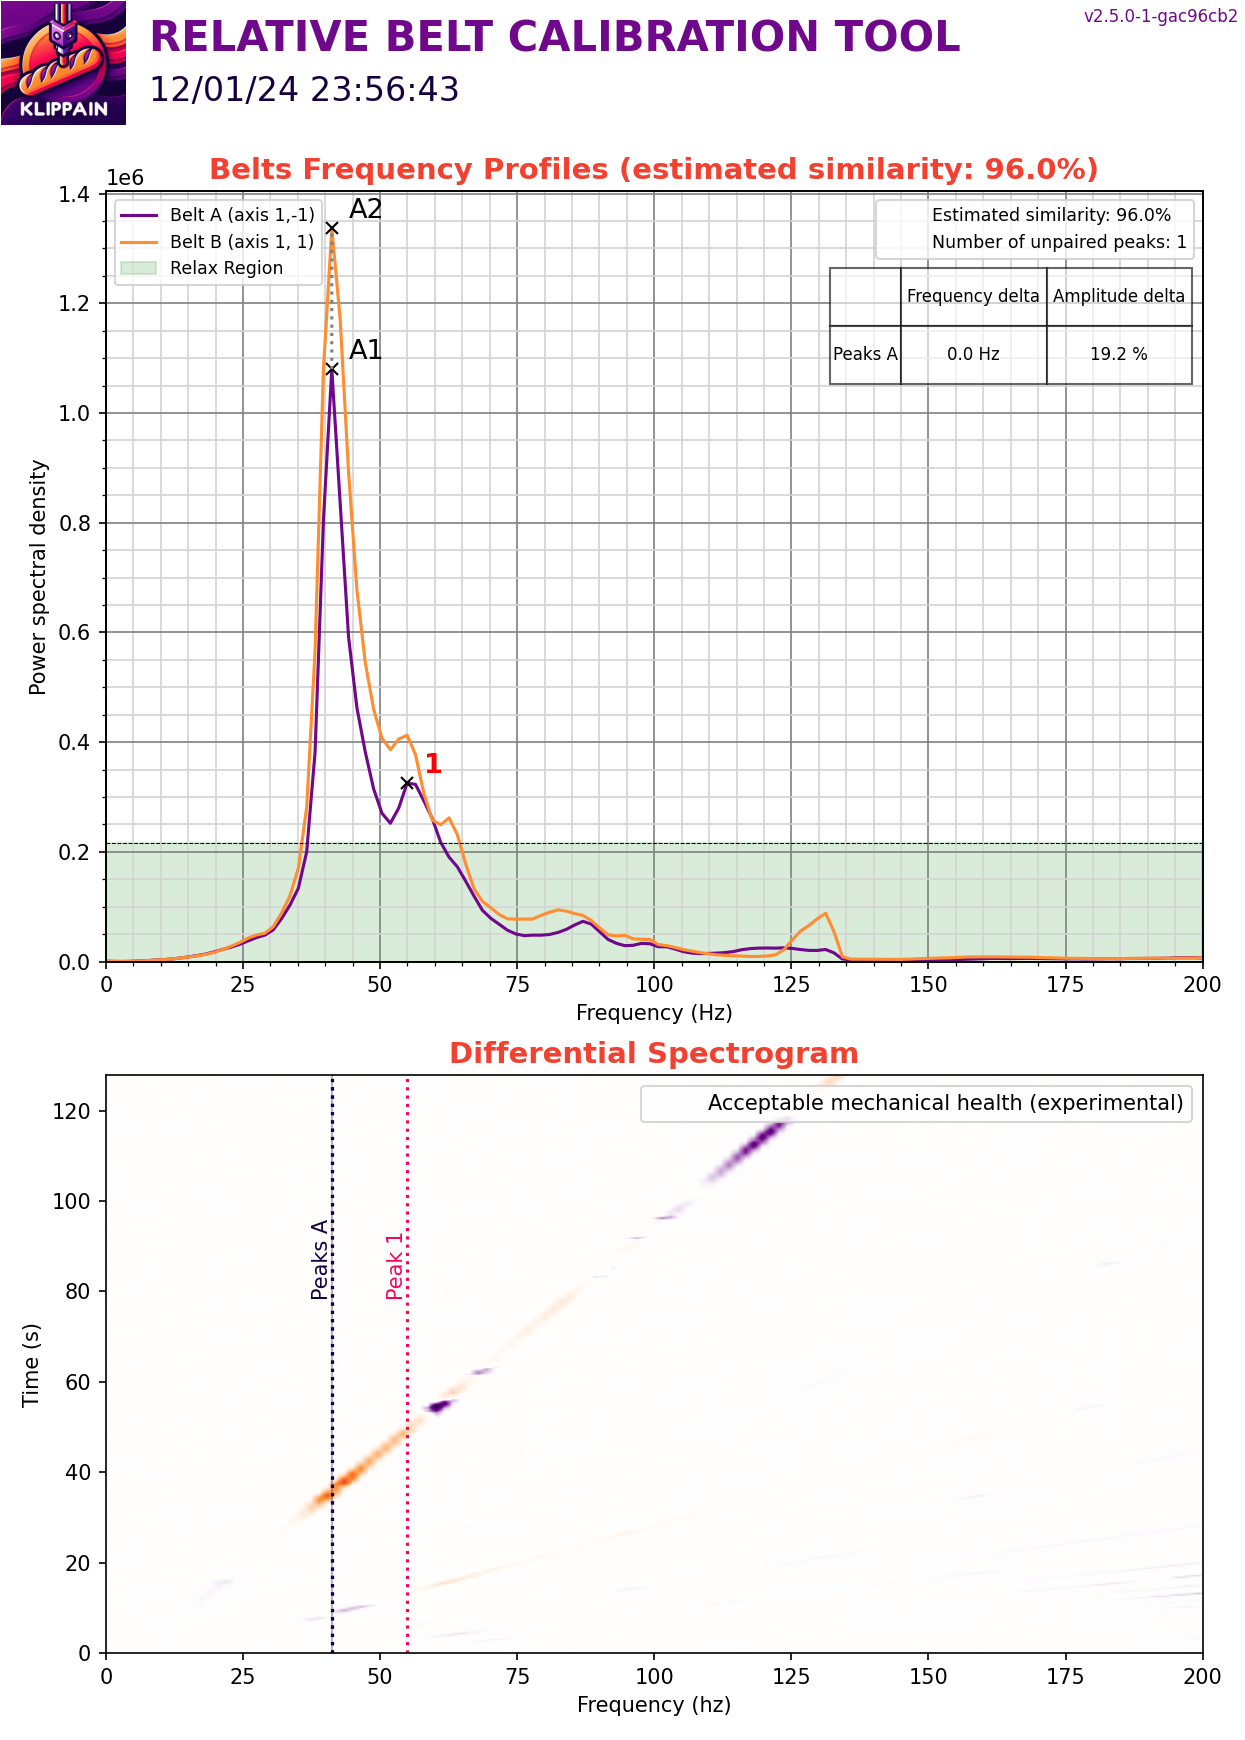 v2.5.0-1-gac96cb2
RELATIVE BELT CALIBRATION TOOL
12/01/24 23:56:43
KLIPPAIN
Belts Frequency Profiles (estimated similarity: 96.0%)
1e6
1.4
1.2
1.0
0.8
0.6
0.4
0.2
0.0
Power spectral density
Belt A (axis 1,-1)
Belt B (axis 1, 1)
Relax Region
A2
A1
1
Estimated similarity: 96.0%
Number of unpaired peaks: 1
Frequency delta Amplitude delta
Peaks A 0.0 Hz 19.2 %
0 25 50 75 100 125 150 175 200
Frequency (Hz)
Differential Spectrogram
Acceptable mechanical health (experimental)
120
100
80
60
40
20
0
Time (s)
Peaks A
Peak 1
0 25 50 75 100 125 150 175 200
Frequency (hz)